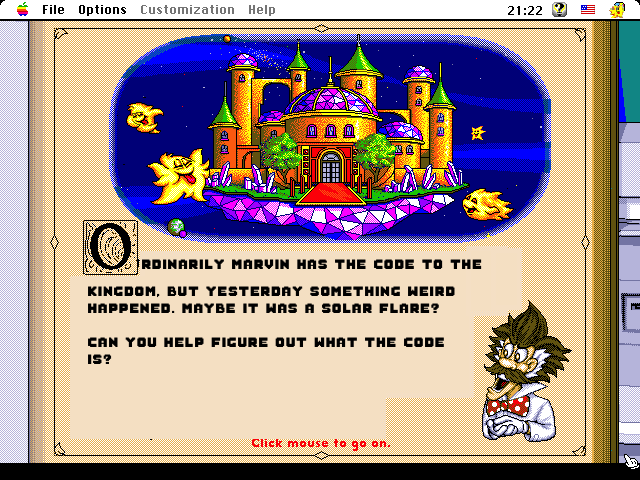 File Options Customization Help 21:22
ORDINARILY MARVIN HAS THE CODE TO THE
KINGDOM, BUT YESTERDAY SOMETHING WEIRD
HAPPENED. MAYBE IT WAS A SOLAR FLARE?
CAN YOU HELP FIGURE OUT WHAT THE CODE
IS?
Click mouse to go on.